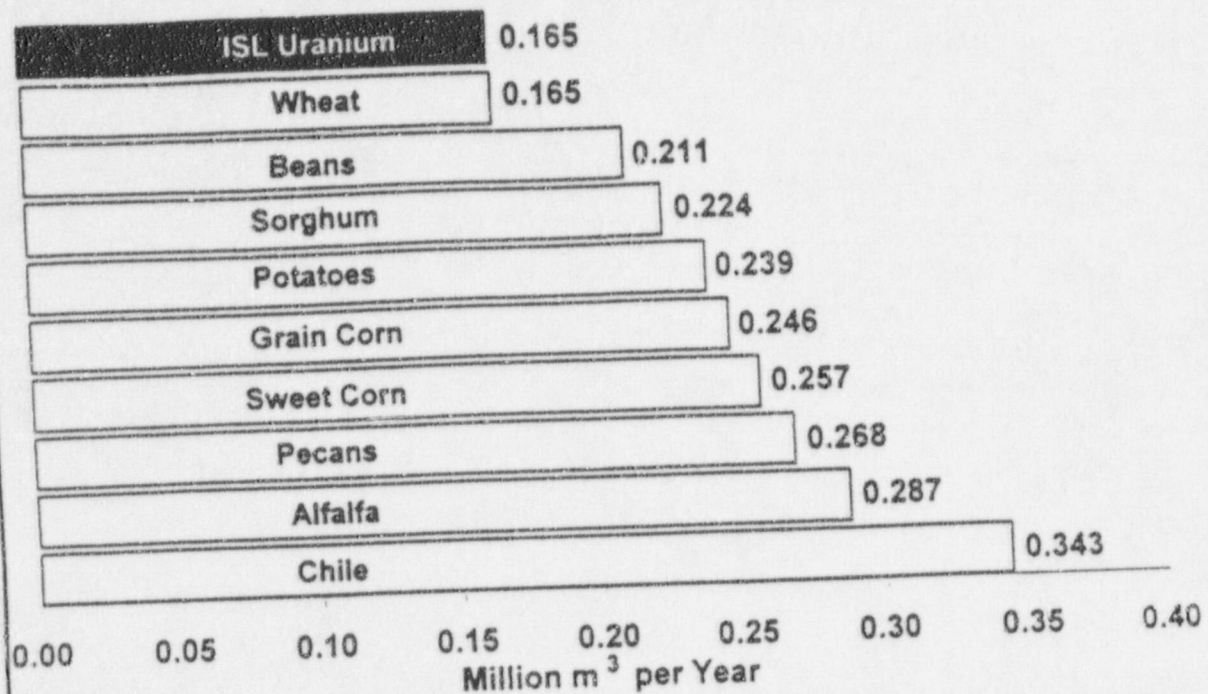 ISL Uranium 0.165
Wheat 0.165
Beans 0.211
Sorghum 0.224
Potatoes 0.239
Grain Corn 0.246
Sweet Corn 0.257
Pecans 0.268
Alfalfa 0.287
Chile 0.343
0.00 0.05 0.10 0.15 0.20 0.25 0.30 0.35 0.40
Million m³ per Year